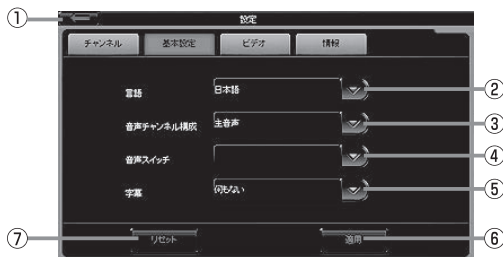 ① 設定
チャンネル 基本設定 ビデオ 情報
言語 日本語 ②
音声チャンネル構成 主音声 ③
音声スイッチ ④
字幕 何もない ⑤
⑦ リセット 適用 ⑥